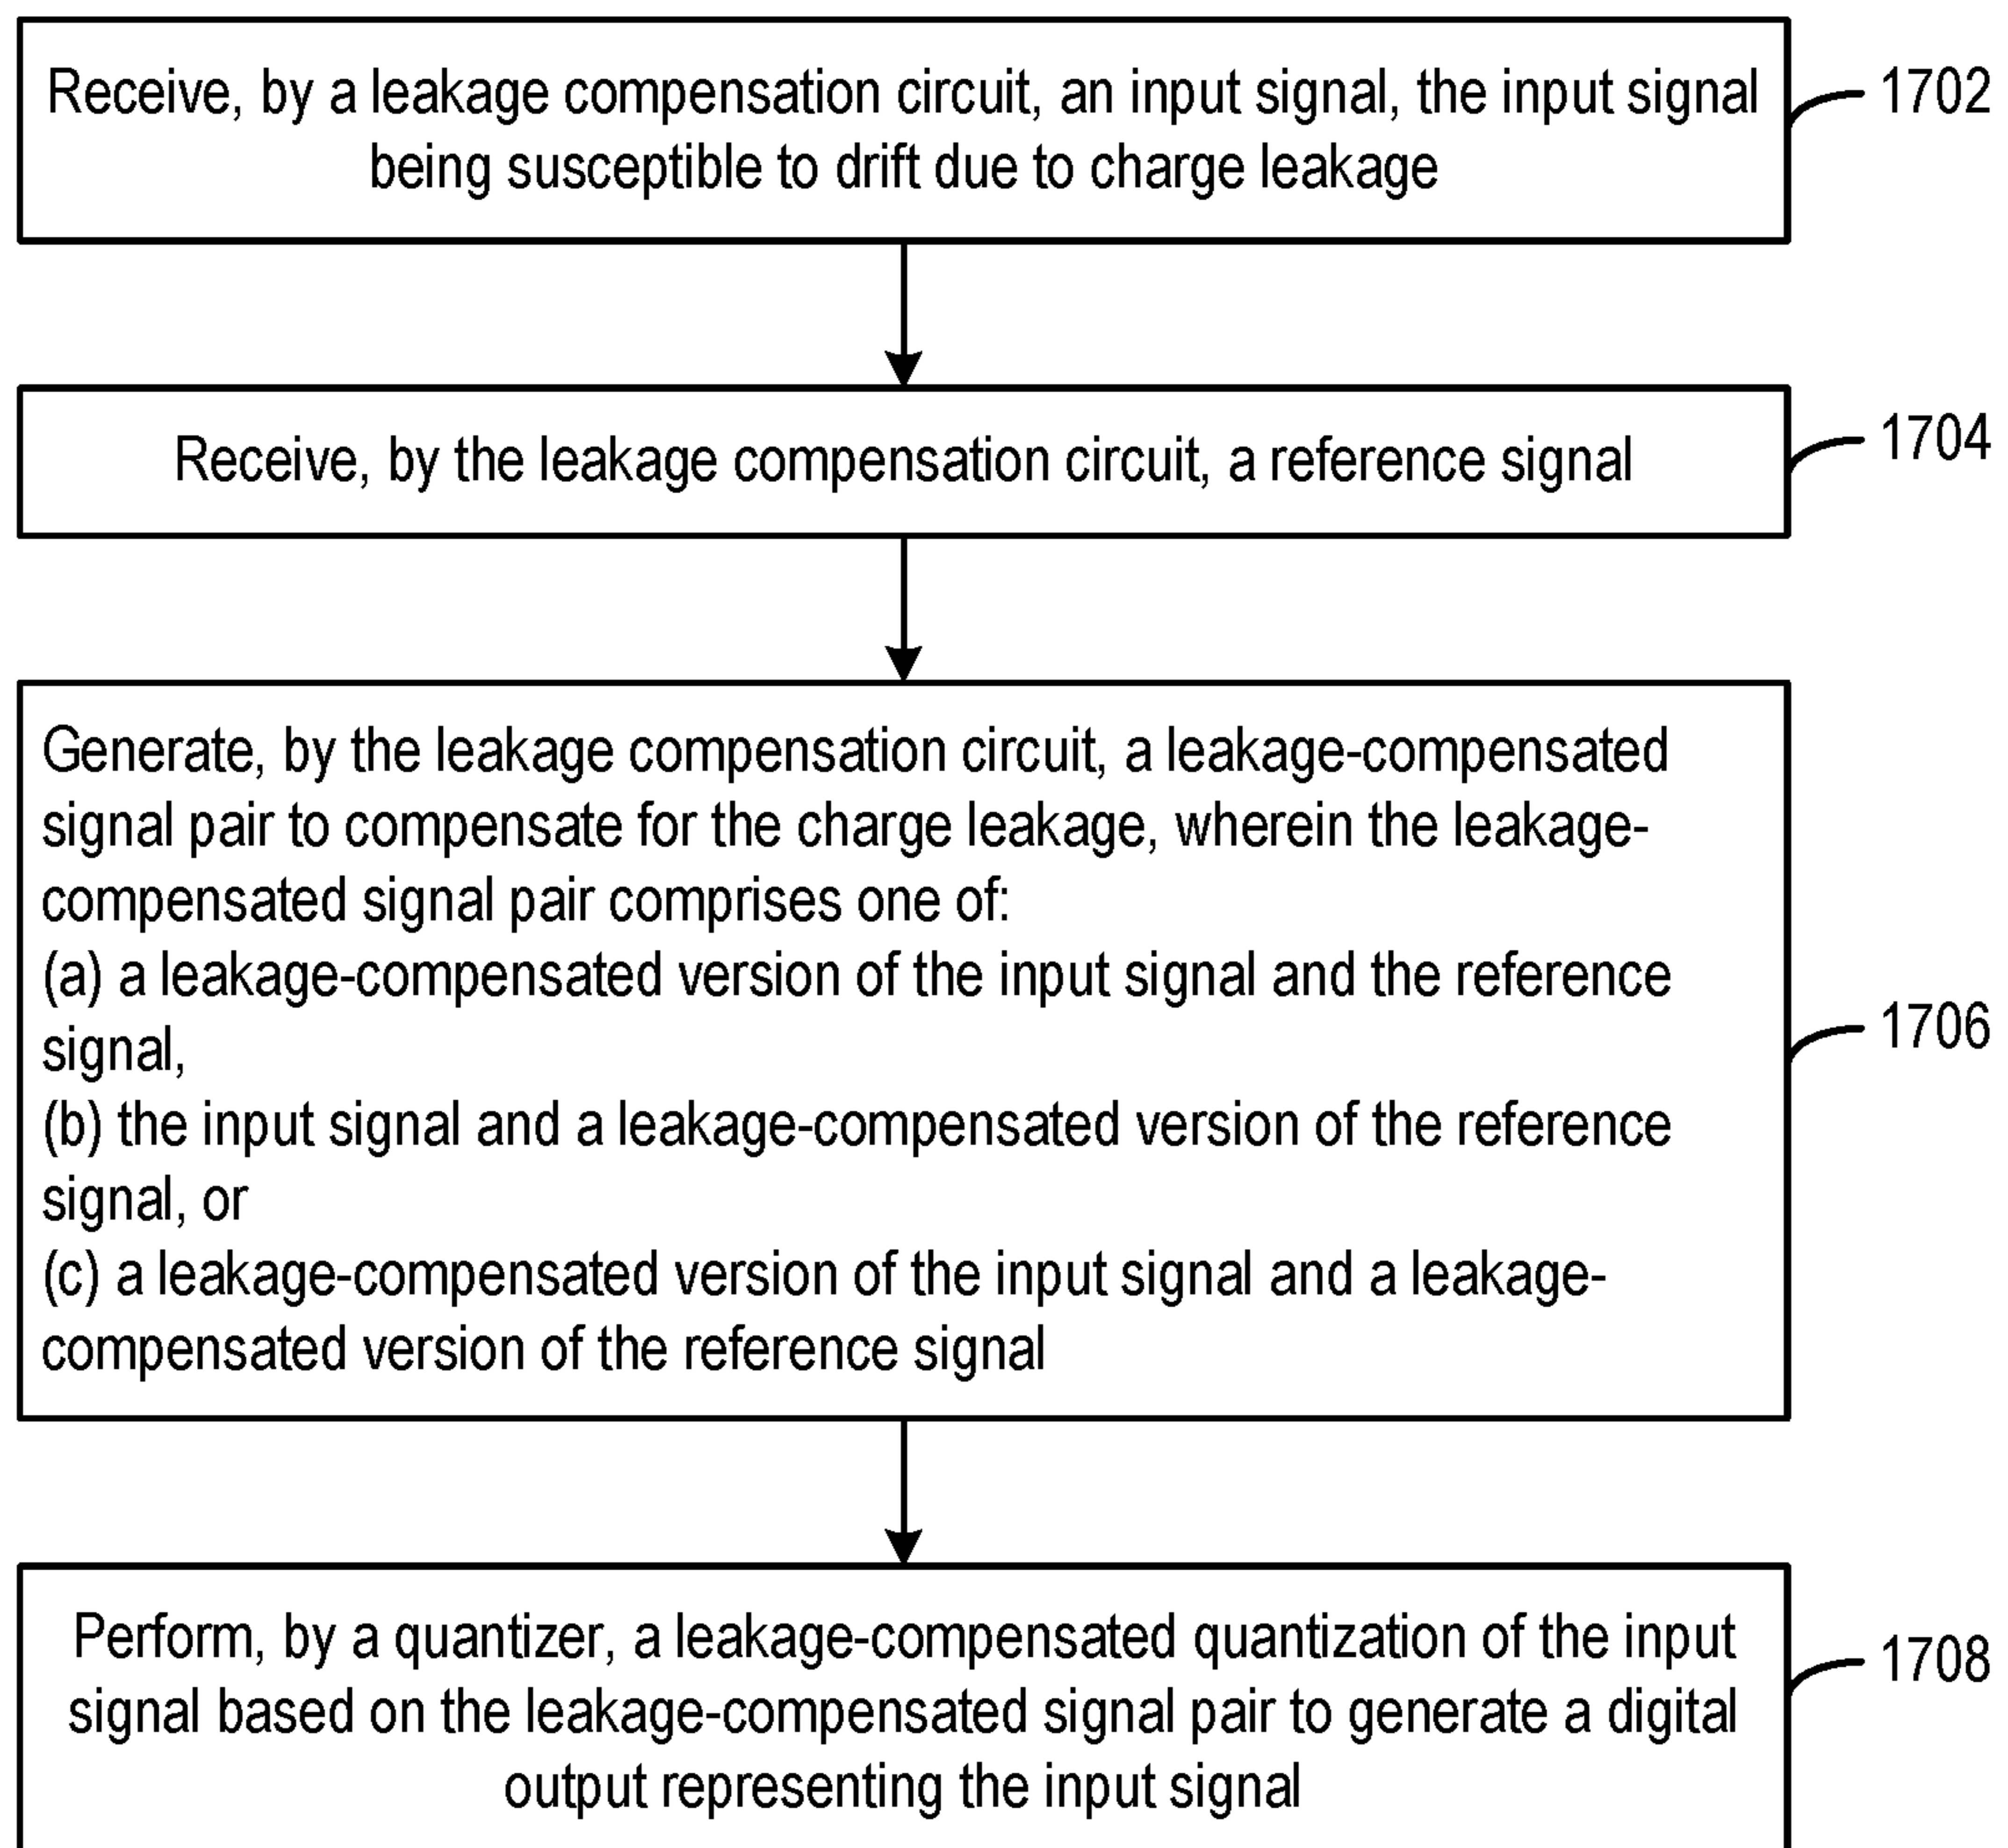 Receive, by a leakage compensation circuit, an input signal, the input signal
being susceptible to drift due to charge leakage
1702
Receive, by the leakage compensation circuit, a reference signal
1704
Generate, by the leakage compensation circuit, a leakage-compensated
signal pair to compensate for the charge leakage, wherein the leakage-
compensated signal pair comprises one of:
(a) a leakage-compensated version of the input signal and the reference
signal,
(b) the input signal and a leakage-compensated version of the reference
signal, or
(c) a leakage-compensated version of the input signal and a leakage-
compensated version of the reference signal
1706
Perform, by a quantizer, a leakage-compensated quantization of the input
signal based on the leakage-compensated signal pair to generate a digital
output representing the input signal
1708